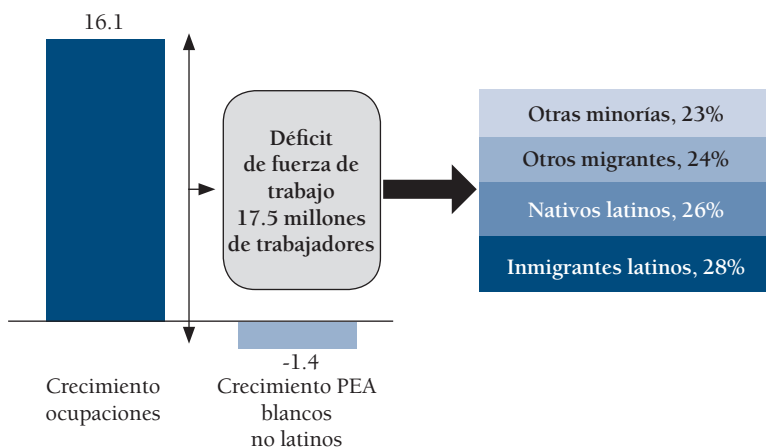 16.1
Déficit
de fuerza de
trabajo
17.5 millones
de trabajadores
Otras minorías, 23%
Otros migrantes, 24%
Nativos latinos, 26%
Inmigrantes latinos, 28%
-1.4
Crecimiento
ocupaciones
Crecimiento PEA
blancos
no latinos